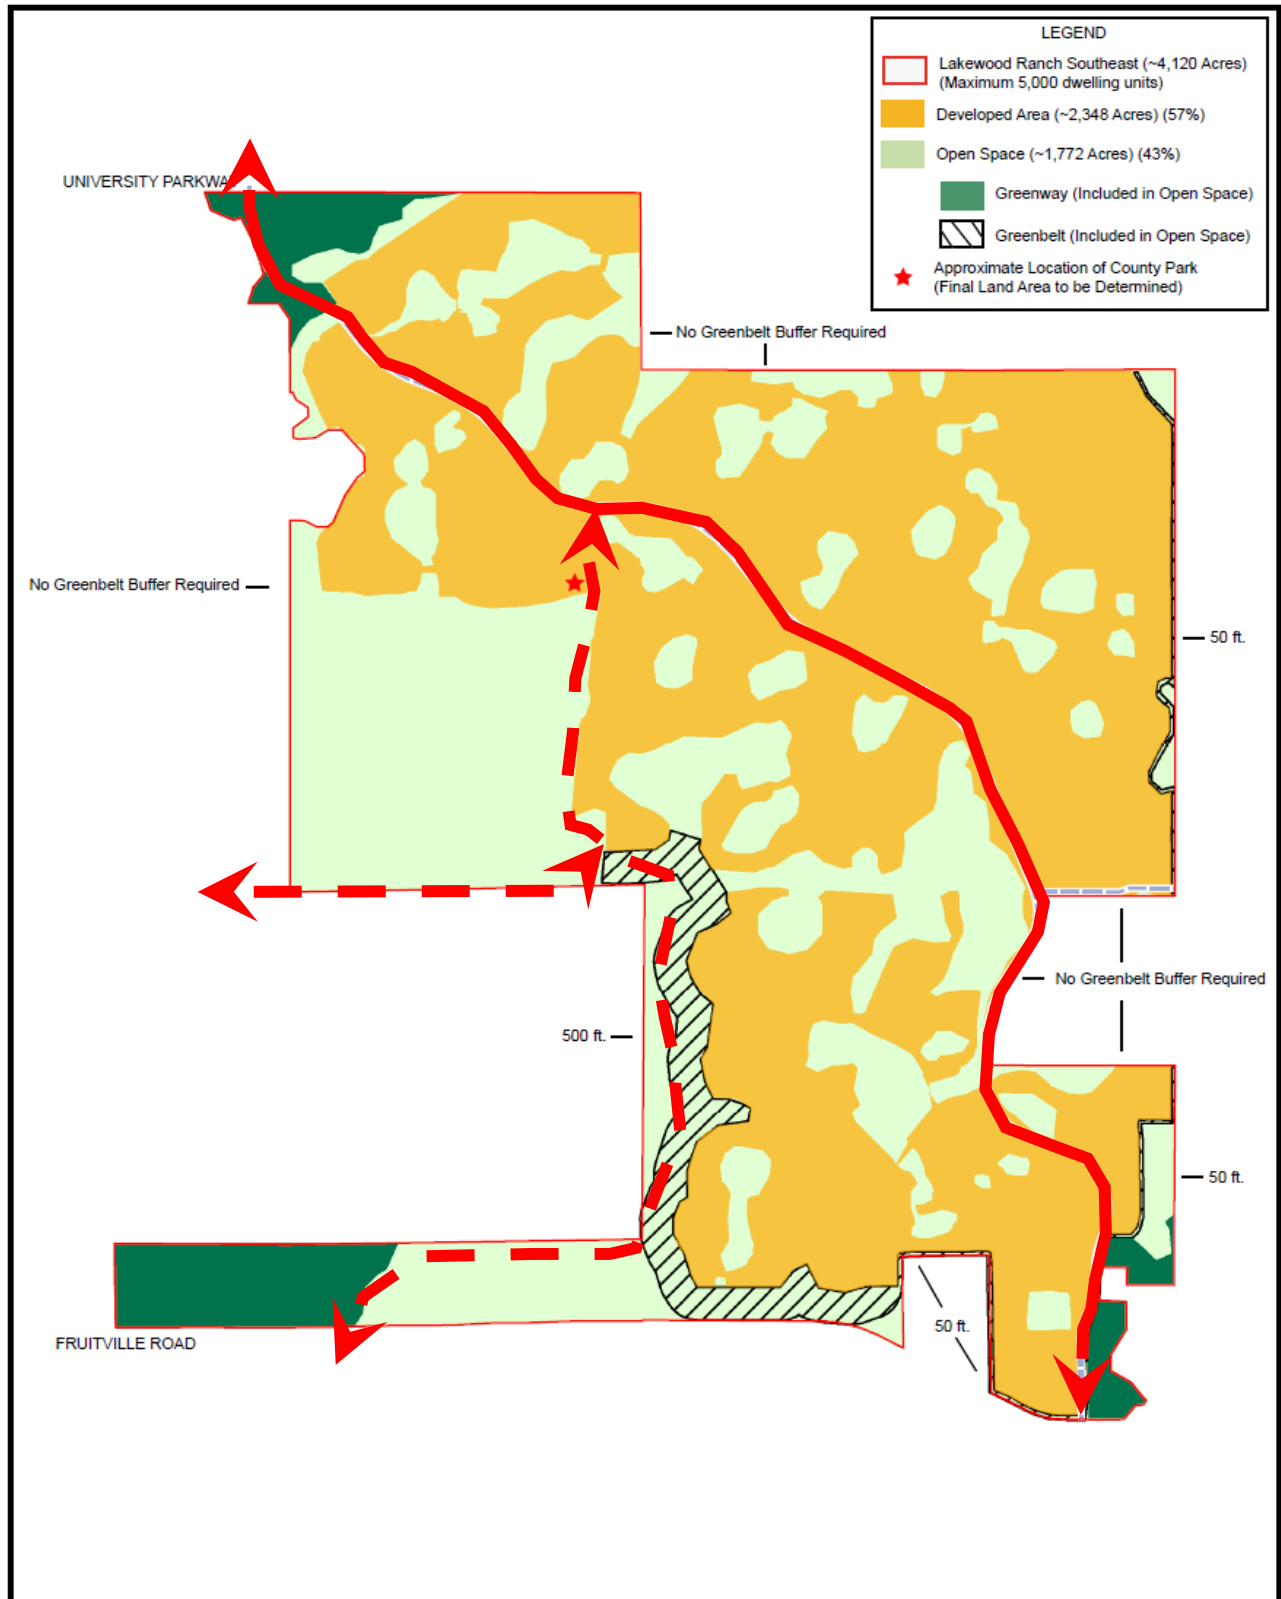 LEGEND
Lakewood Ranch Southeast (~4,120 Acres)
(Maximum 5,000 dwelling units)
Developed Area (~2,348 Acres) (57%)
Open Space (~1,772 Acres) (43%)
Greenway (Included in Open Space)
Greenbelt (Included in Open Space)
Approximate Location of County Park
(Final Land Area to be Determined)
UNIVERSITY PARKWA
No Greenbelt Buffer Required
No Greenbelt Buffer Required
50 ft.
No Greenbelt Buffer Required
500 ft.
50 ft.
50 ft.
FRUITVILLE ROAD